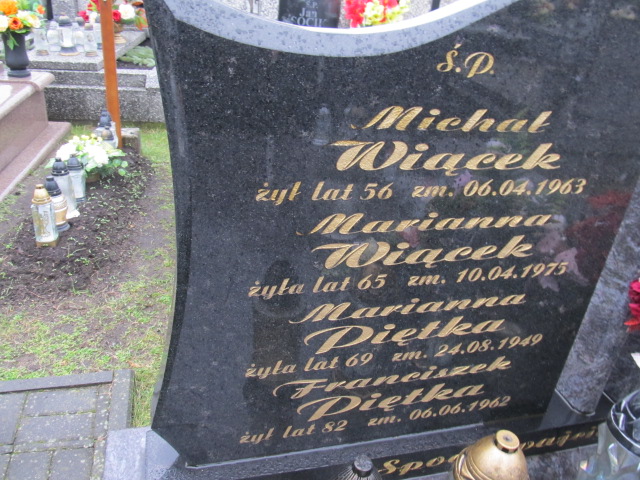 Ś.P.
Michał
Wiącek
żył lat 56 zm. 06.04.1963
Marianna
Wiącek
żyła lat 65 zm. 10.04.1975
Marianna
Piętka
żyła lat 69 zm. 24.08.1949
Franciszek
Piętka
żył lat 82 zm. 06.06.1962